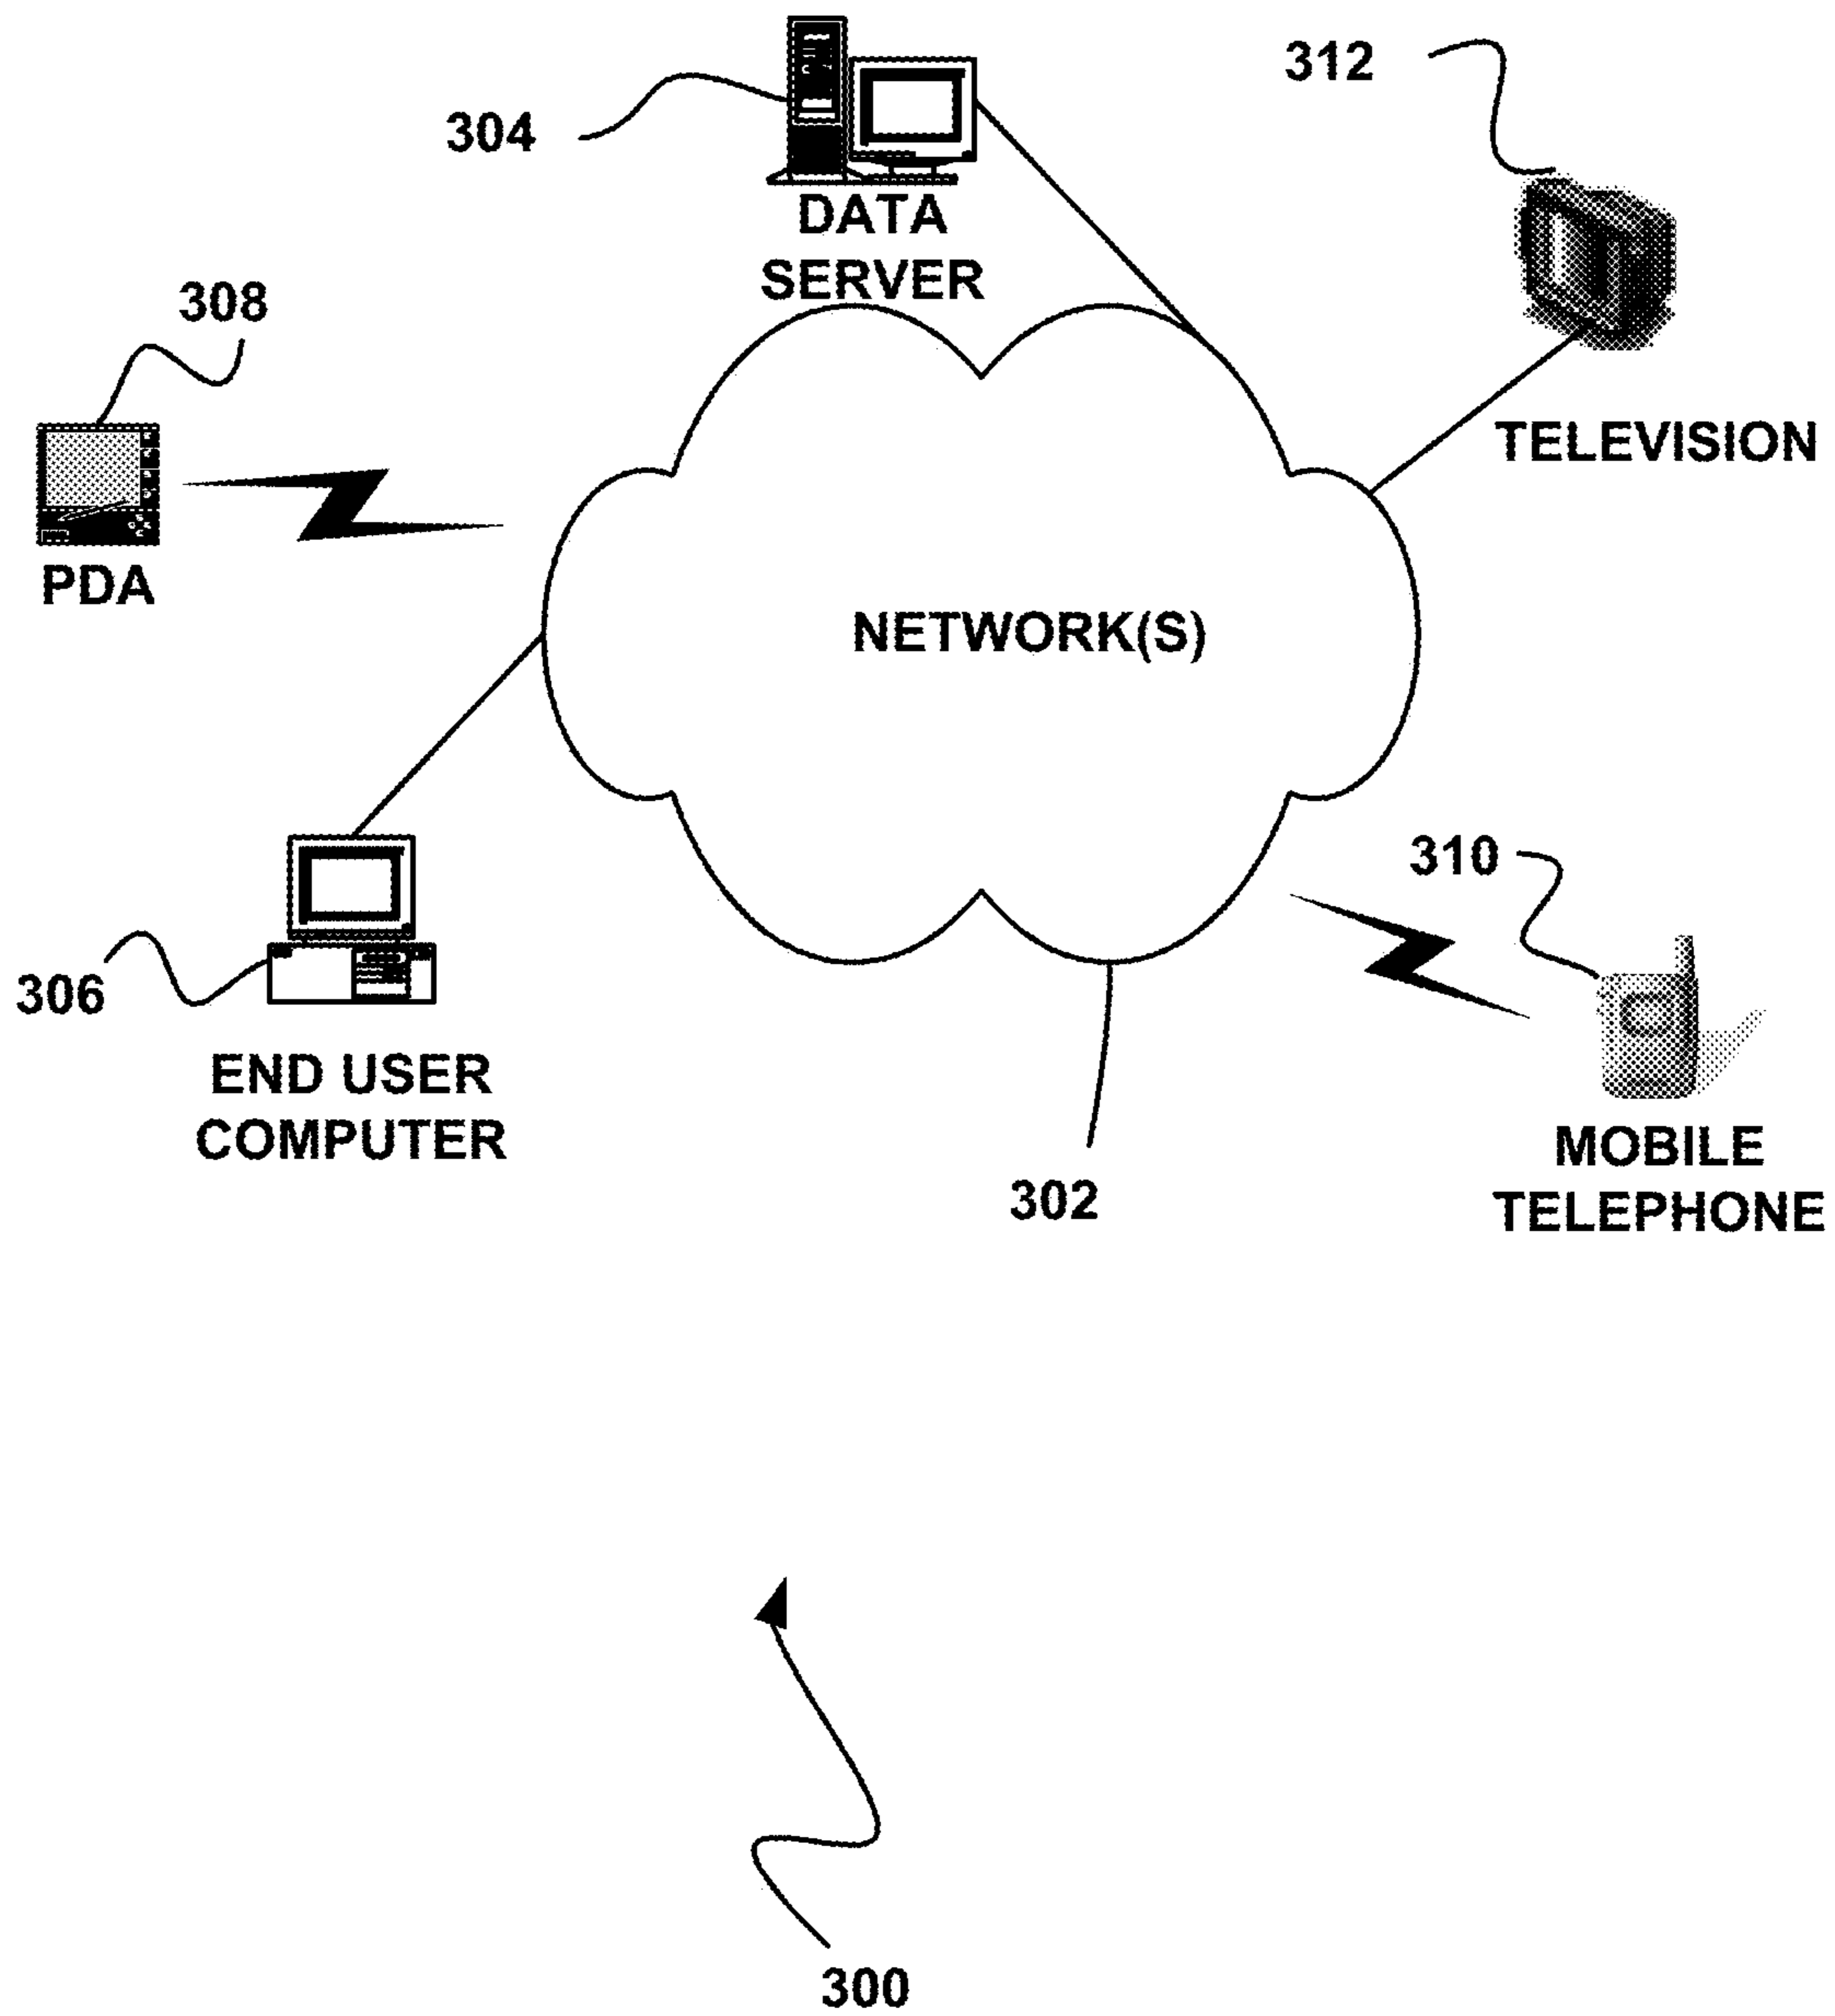 312
304
DATA
SERVER
308
TELEVISION
PDA
NETWORK(S)
310
306
END USER
COMPUTER
MOBILE
TELEPHONE
302
300